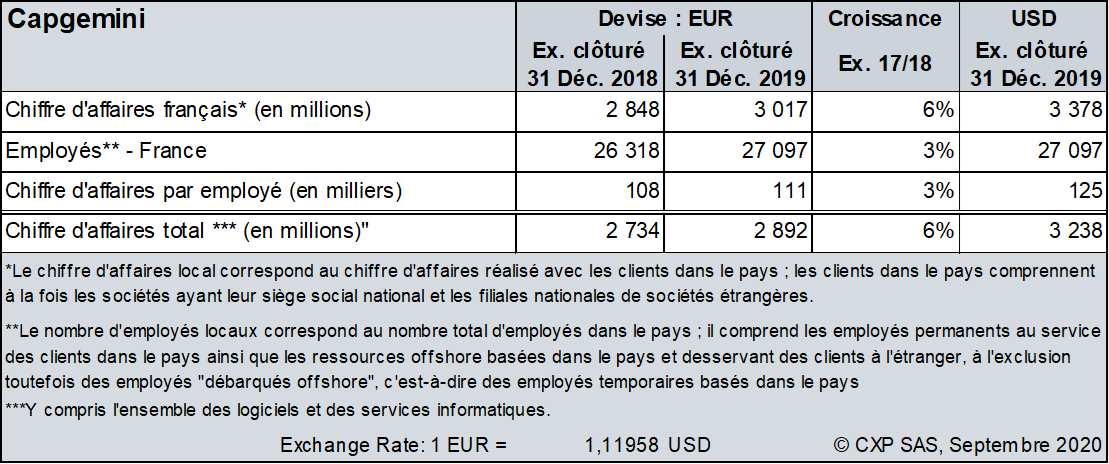 Capgemini Devise : EUR Croissance USD
Ex. clôturé Ex. clôturé Ex. 17/18 Ex. clôturé
31 Déc. 2018 31 Déc. 2019 31 Déc. 2019
Chiffre d'affaires français* (en millions) 2 848 3 017 6% 3 378
Employés** - France 26 318 27 097 3% 27 097
Chiffre d'affaires par employé (en milliers) 108 111 3% 125
Chiffre d'affaires total *** (en millions)" 2 734 2 892 6% 3 238
*Le chiffre d'affaires local correspond au chiffre d'affaires réalisé avec les clients dans le pays ; les clients dans le pays comprennent
à la fois les sociétés ayant leur siège social national et les filiales nationales de sociétés étrangères.
**Le nombre d'employés locaux correspond au nombre total d'employés dans le pays ; il comprend les employés permanents au service
des clients dans le pays ainsi que les ressources offshore basées dans le pays et desservant des clients à l'étranger, à l'exclusion
toutefois des employés "débarqués offshore", c'est-à-dire des employés temporaires basés dans le pays
***Y compris l'ensemble des logiciels et des services informatiques.
Exchange Rate: 1 EUR = 1,11958 USD © CXP SAS, Septembre 2020